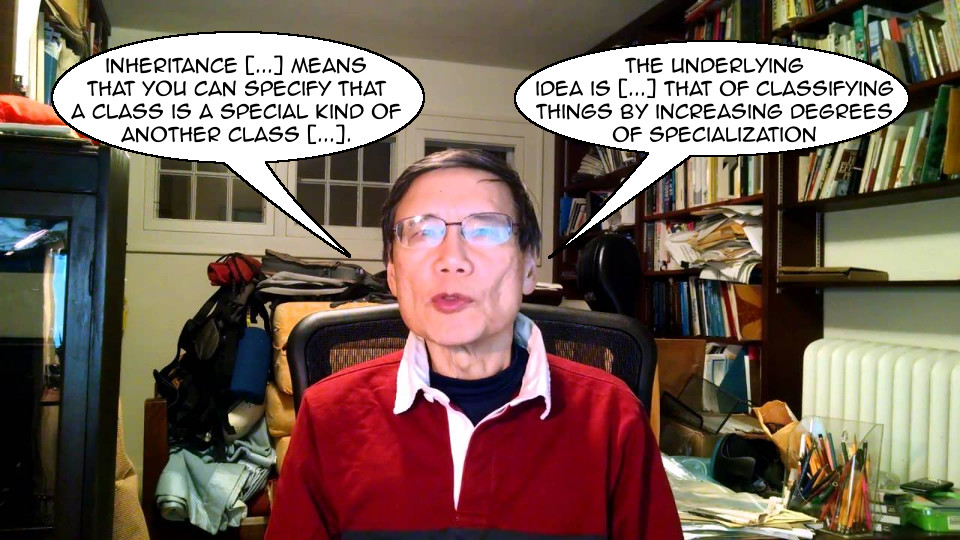 INHERITANCE [...] MEANS
THAT YOU CAN SPECIFY THAT
A CLASS IS A SPECIAL KIND OF
ANOTHER CLASS [...].
THE UNDERLYING
IDEA IS [...] THAT OF CLASSIFYING
THINGS BY INCREASING DEGREES
OF SPECIALIZATION